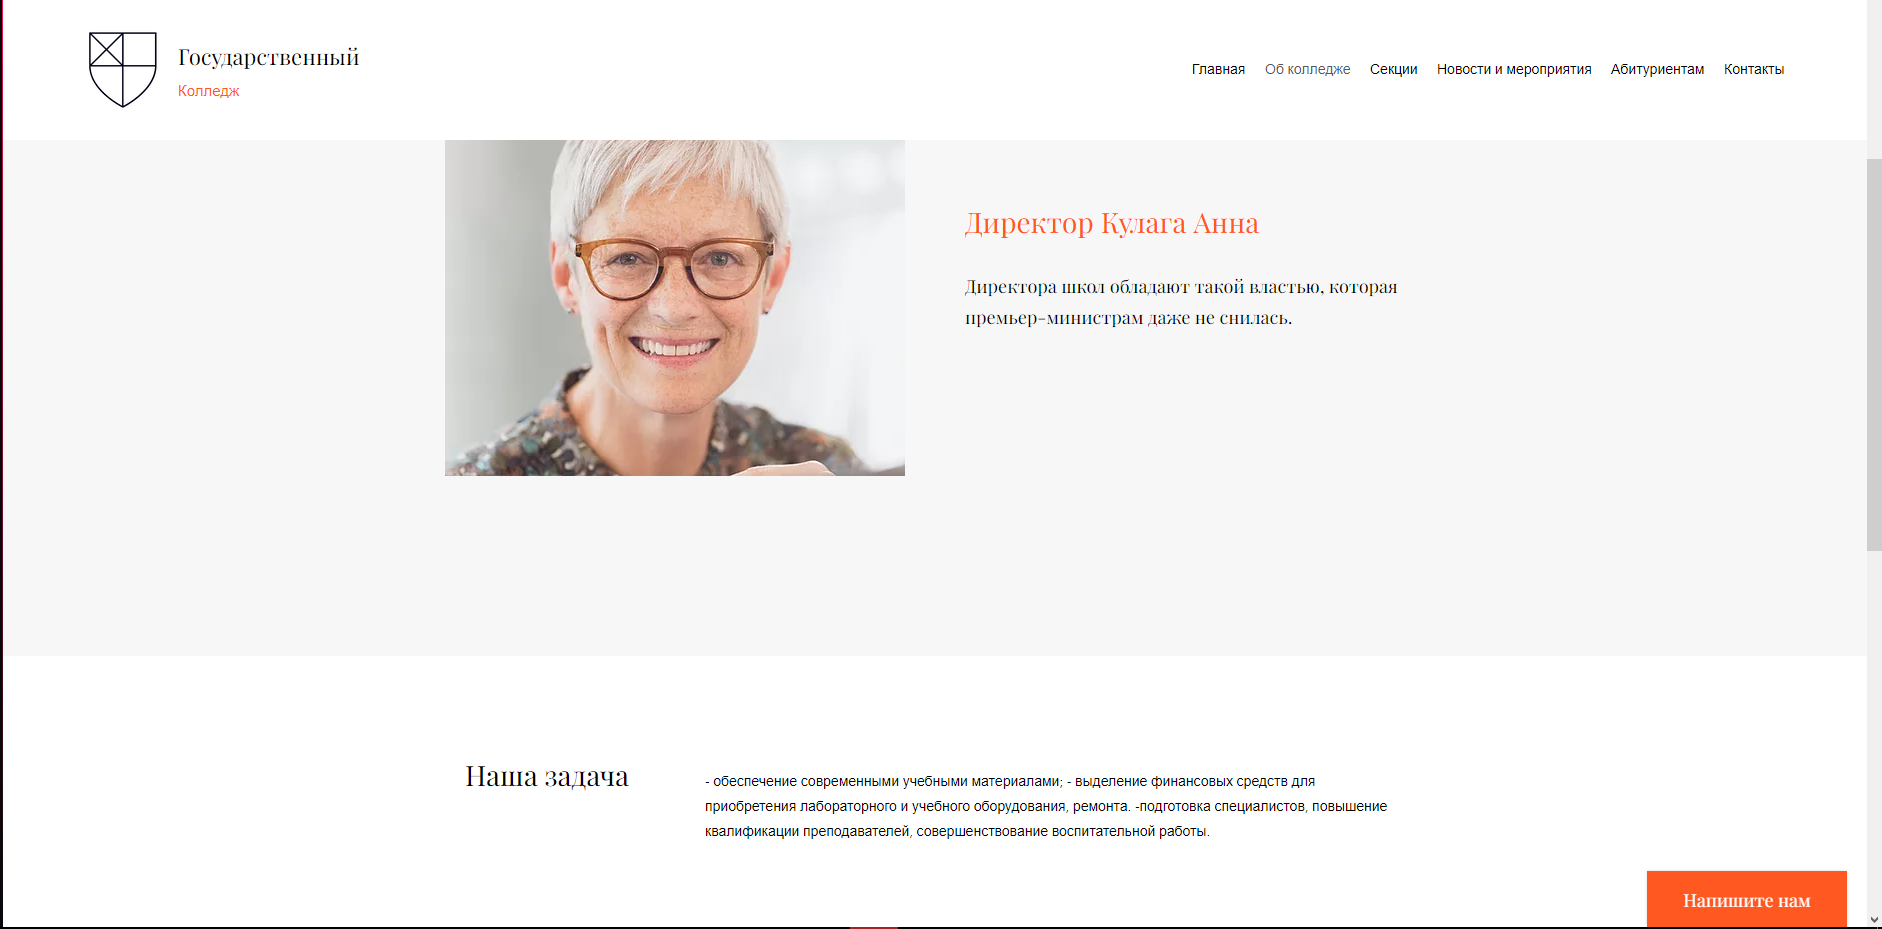 Государственный
Колледж
Главная Об колледже Секции Новости и мероприятия Абитуриентам Контакты
Директор Кулага Анна
Директора школ обладают такой властью, которая
премьер-министрам даже не снилась.
Наша задача
- обеспечение современными учебными материалами; - выделение финансовых средств для
приобретения лабораторного и учебного оборудования, ремонта. -подготовка специалистов, повышение
квалификации преподавателей, совершенствование воспитательной работы.
Напишите нам